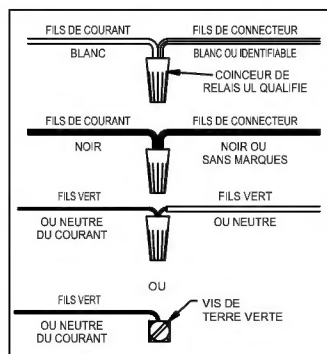 FILS DE COURANT
FILS DE CONNECTEUR
BLANC
BLANC OU IDENTIFIABLE
COINCEUR DE
RELAIS UL QUALIFIE
FILS DE COURANT
FILS DE CONNECTEUR
NOIR
NOIR OU
SANS MARQUES
FILS VERT
FILS VERT
OU NEUTRE
DU COURANT
OU NEUTRE
OU
FILS VERT
VIS DE
TERRE VERTE
OU NEUTRE
DU COURANT